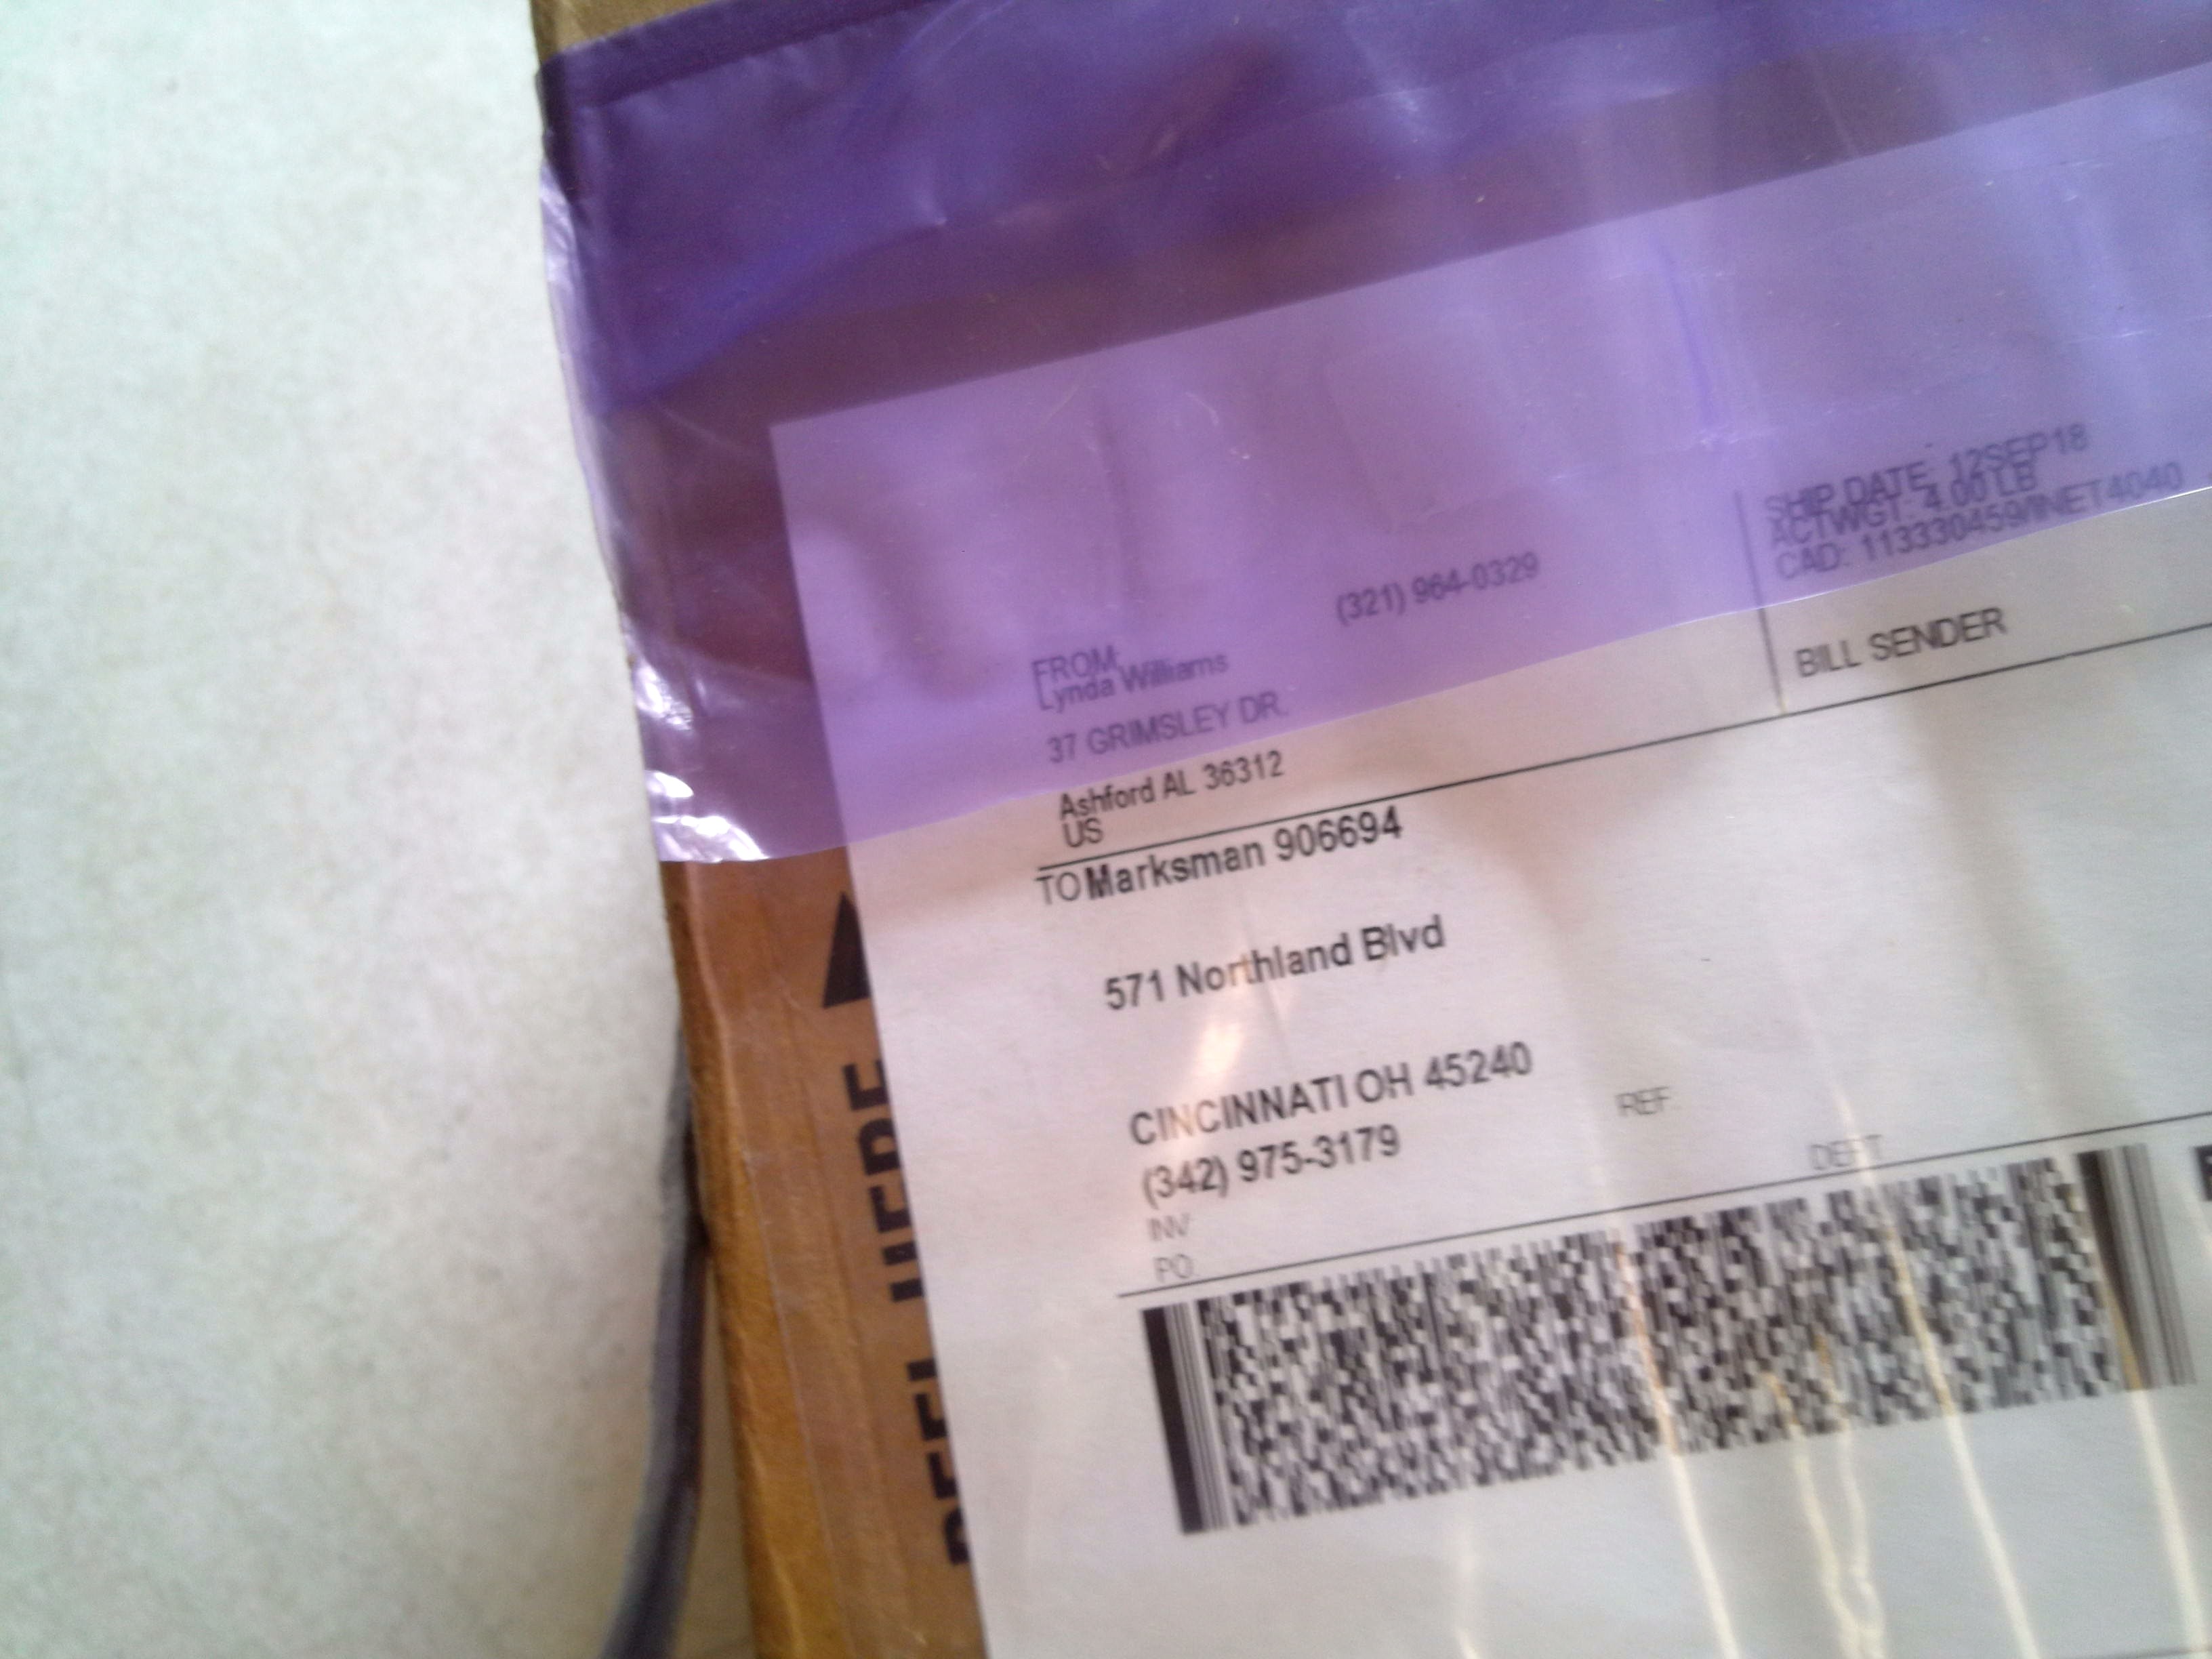 (321) 964-0329
FROM:
Lynda Williams
37 GRIMSLEY DR.
Ashford AL 36312
US
SHIP DATE: 12SEP18
ACTWGT: 4.00 LB
CAD: 113330459/INET4040
BILL SENDER
TO Marksman 906694
571 Northland Blvd
CINCINNATI OH 45240
(342) 975-3179
REF:
INV:
PO:
DEPT: